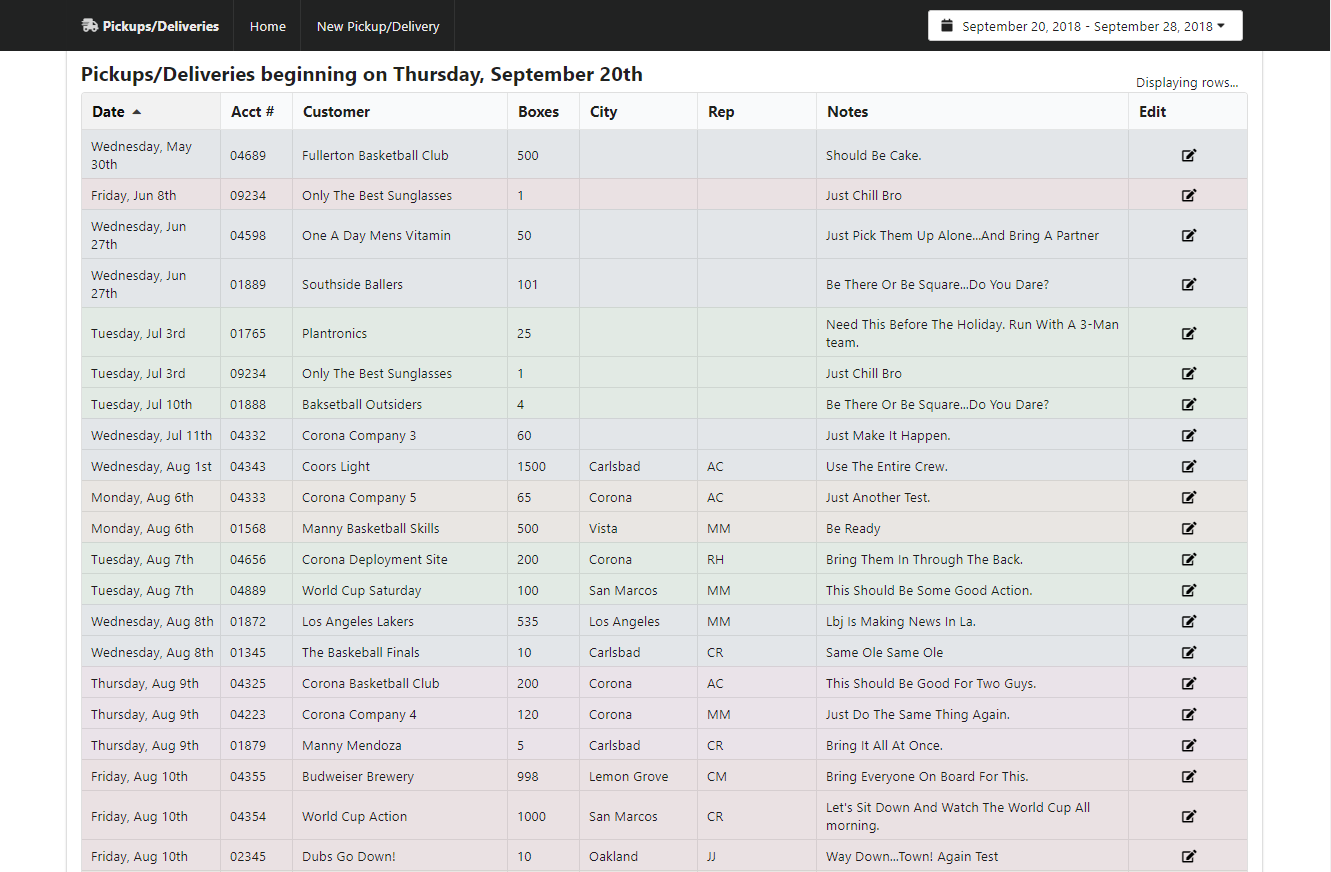 Pickups/Deliveries Home New Pickup/Delivery September 20, 2018 - September 28, 2018
Pickups/Deliveries beginning on Thursday, September 20th
Displaying rows...
Date Acct # Customer Boxes City Rep Notes Edit
Wednesday, May
30th
04689 Fullerton Basketball Club 500 Should Be Cake.
Friday, Jun 8th 09234 Only The Best Sunglasses 1 Just Chill Bro
Wednesday, Jun
27th
04598 One A Day Mens Vitamin 50 Just Pick Them Up Alone...And Bring A Partner
Wednesday, Jun
27th
01889 Southside Ballers 101 Be There Or Be Square...Do You Dare?
Tuesday, Jul 3rd 01765 Plantronics 25 Need This Before The Holiday. Run With A 3-Man
team.
Tuesday, Jul 3rd 09234 Only The Best Sunglasses 1 Just Chill Bro
Tuesday, Jul 10th 01888 Baksetball Outsiders 4 Be There Or Be Square...Do You Dare?
Wednesday, Jul 11th 04332 Corona Company 3 60 Just Make It Happen.
Wednesday, Aug 1st 04343 Coors Light 1500 Carlsbad AC Use The Entire Crew.
Monday, Aug 6th 04333 Corona Company 5 65 Corona AC Just Another Test.
Monday, Aug 6th 01568 Manny Basketball Skills 500 Vista MM Be Ready
Tuesday, Aug 7th 04656 Corona Deployment Site 200 Corona RH Bring Them In Through The Back.
Tuesday, Aug 7th 04889 World Cup Saturday 100 San Marcos MM This Should Be Some Good Action.
Wednesday, Aug 8th 01872 Los Angeles Lakers 535 Los Angeles MM Lbj Is Making News In La.
Wednesday, Aug 8th 01345 The Baskeball Finals 10 Carlsbad CR Same Ole Same Ole
Thursday, Aug 9th 04325 Corona Basketball Club 200 Corona AC This Should Be Good For Two Guys.
Thursday, Aug 9th 04223 Corona Company 4 120 Corona MM Just Do The Same Thing Again.
Thursday, Aug 9th 01879 Manny Mendoza 5 Carlsbad CR Bring It All At Once.
Friday, Aug 10th 04355 Budweiser Brewery 998 Lemon Grove CM Bring Everyone On Board For This.
Friday, Aug 10th 04354 World Cup Action 1000 San Marcos CR Let's Sit Down And Watch The World Cup All
morning.
Friday, Aug 10th 02345 Dubs Go Down! 10 Oakland JJ Way Down...Town! Again Test